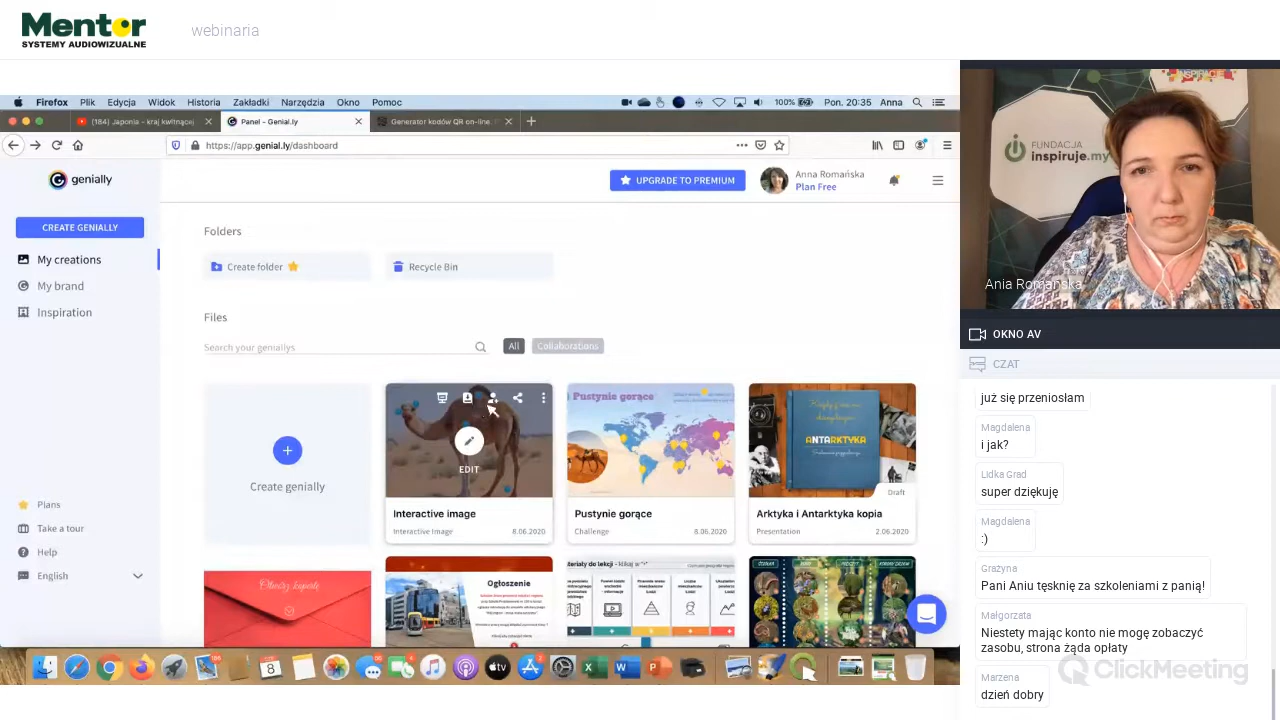 Mentor
SYSTEMY AUDIOWIZUALNE
webinaria
Firefox Plik Edycja Widok Historia Zakładki Narzędzia Okno Pomoc
100% Pon. 20:35 Anna
(184) Japonia - kraj kwitnącej
Panel - Genial.ly
Generator kodów QR on-line.
https://app.genial.ly/dashboard
genially
UPGRADE TO PREMIUM
Anna Romańska
Plan Free
CREATE GENIALLY
My creations
My brand
Inspiration
Plans
Take a tour
Help
English
Folders
Create folder
Recycle Bin
Files
Search your geniallys
All
Collaborations
Create genially
EDIT
Interactive image
Interactive Image 8.06.2020
Pustynie gorące
Pustynie gorące
Challenge 8.06.2020
ANTARKTYKA
Draft
Arktyka i Antarktyka kopia
Presentation 2.06.2020
Otwórz kopertę
Ogłoszenie
FUNDACJA
inspiruje.my
Ania Romańska
OKNO AV
CZAT
już się przeniosłam
Magdalena
i jak?
Lidka Grad
super dziękuję
Magdalena
:)
Grażyna
Pani Aniu tęsknię za szkoleniami z pania!
Małgorzata
Niestety mając konto nie mogę zobaczyć
zasobu, strona żąda opłaty
Marzena
dzień dobry
ClickMeeting